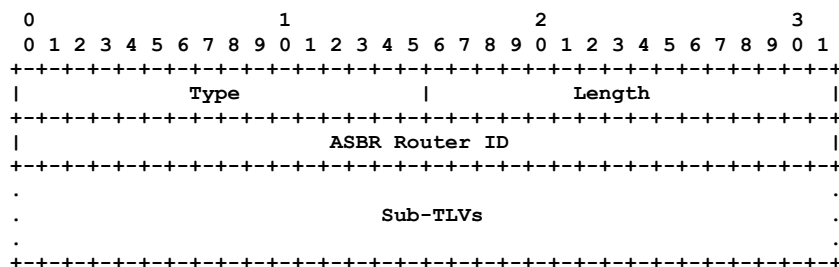 0                   1                   2                   3
 0 1 2 3 4 5 6 7 8 9 0 1 2 3 4 5 6 7 8 9 0 1 2 3 4 5 6 7 8 9 0 1
+-+-+-+-+-+-+-+-+-+-+-+-+-+-+-+-+-+-+-+-+-+-+-+-+-+-+-+-+-+-+-+-+
|             Type              |           Length              |
+-+-+-+-+-+-+-+-+-+-+-+-+-+-+-+-+-+-+-+-+-+-+-+-+-+-+-+-+-+-+-+-+
|                        ASBR Router ID                         |
+-+-+-+-+-+-+-+-+-+-+-+-+-+-+-+-+-+-+-+-+-+-+-+-+-+-+-+-+-+-+-+-+
.                                                               .
.                            Sub-TLVs                           .
.                                                               .
+-+-+-+-+-+-+-+-+-+-+-+-+-+-+-+-+-+-+-+-+-+-+-+-+-+-+-+-+-+-+-+-+